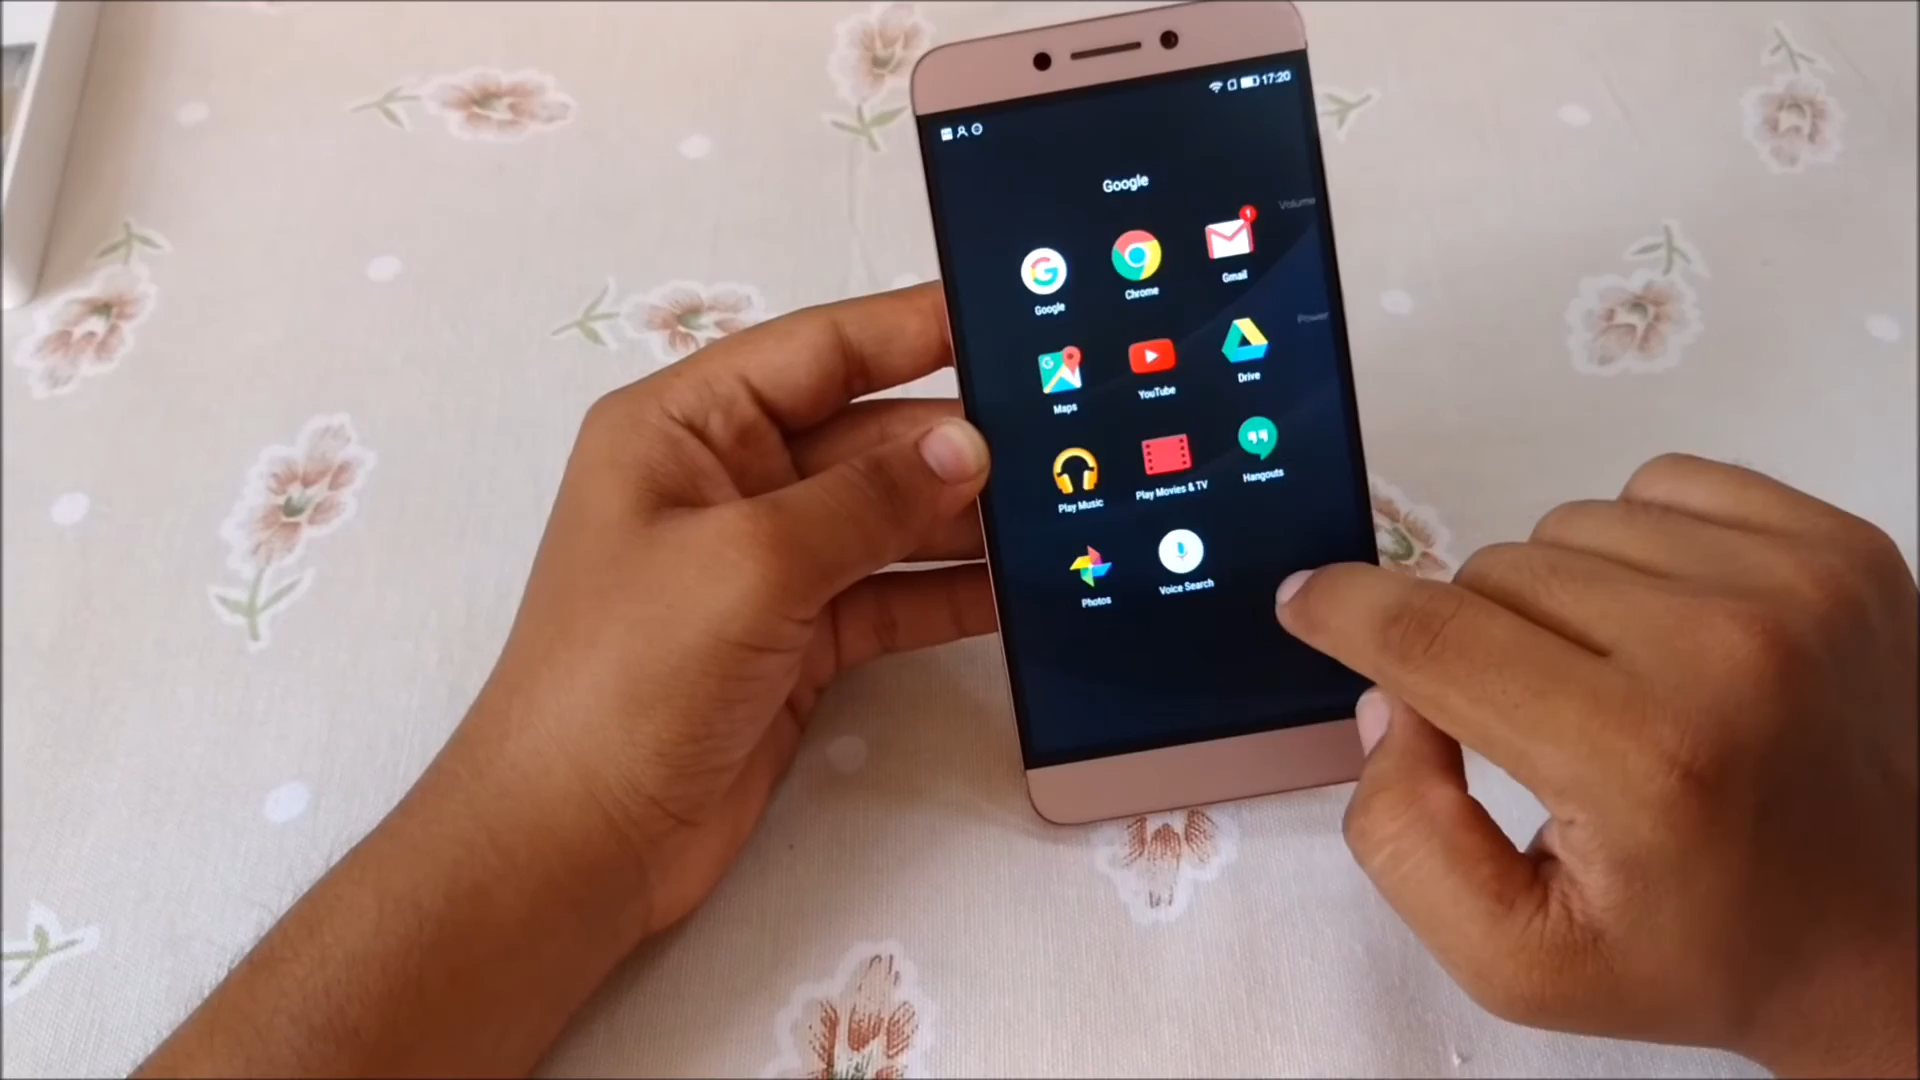 17:20
Google
Volume
Google
Chrome
1
Gmail
Power
Maps
YouTube
Drive
Play Music
Play Movies & TV
Hangouts
Photos
Voice Search